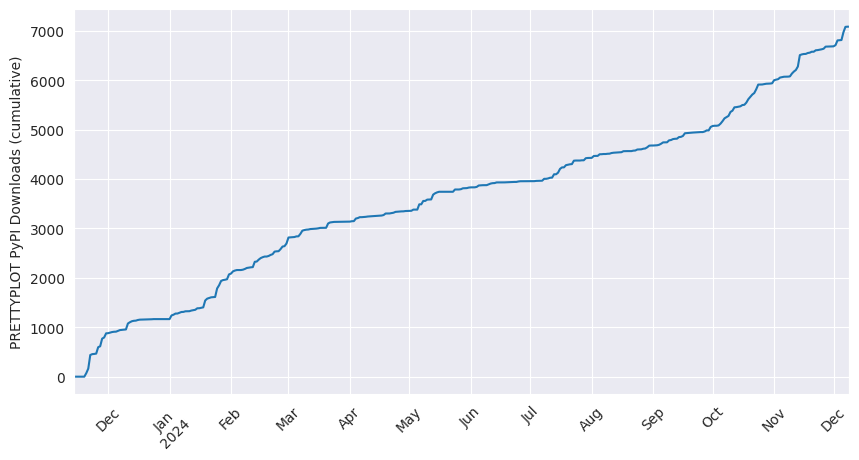 PRETTYPLOT PyPI Downloads (cumulative)
7000
6000
5000
4000
3000
2000
1000
0
Dec
Jan
2024
Feb
Mar
Apr
May
Jun
Jul
Aug
Sep
Oct
Nov
Dec